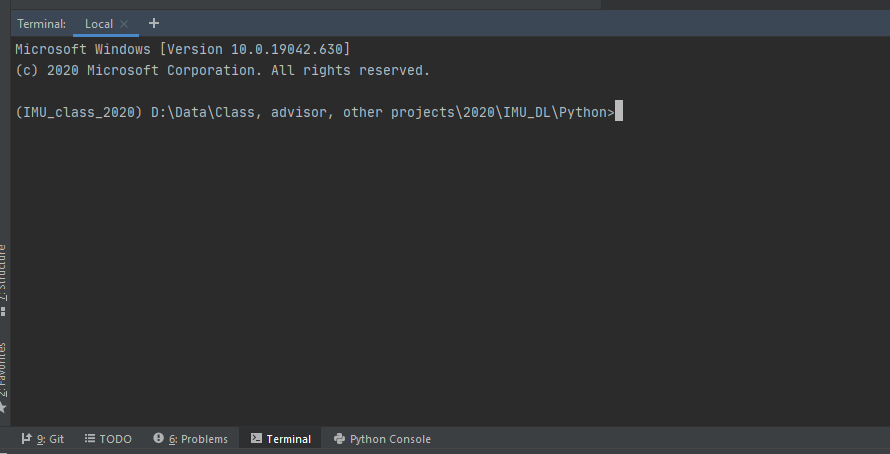 Terminal: Local × +
Microsoft Windows [Version 10.0.19042.630]
(c) 2020 Microsoft Corporation. All rights reserved.
(IMU_class_2020) D:\Data\Class, advisor, other projects\2020\IMU_DL\Python>
7: Structure
2: Favorites
9: Git TODO 6: Problems Terminal Python Console